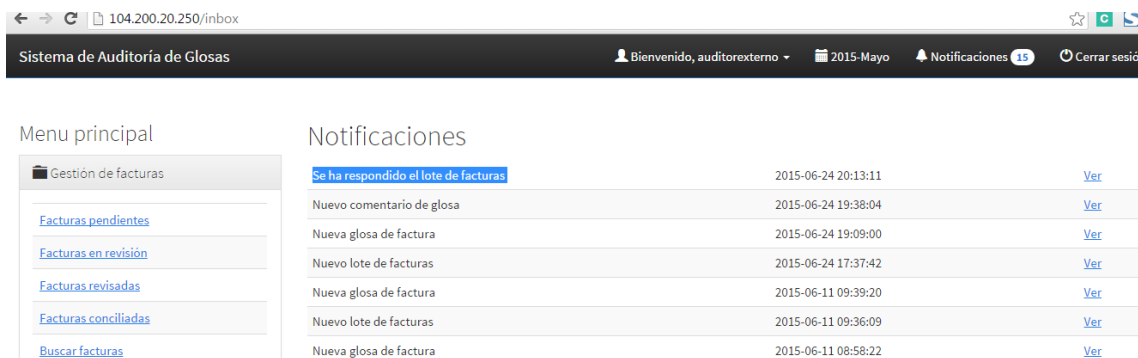 104.200.20.250/inbox
Sistema de Auditoría de Glosas Bienvenido, auditorexterno 2015-Mayo Notificaciones 15 Cerrar sesió
Menu principal
Gestión de facturas
Facturas pendientes
Facturas en revisión
Facturas revisadas
Facturas conciliadas
Buscar facturas
Notificaciones
Se ha respondido el lote de facturas 2015-06-24 20:13:11 Ver
Nuevo comentario de glosa 2015-06-24 19:38:04 Ver
Nueva glosa de factura 2015-06-24 19:09:00 Ver
Nuevo lote de facturas 2015-06-24 17:37:42 Ver
Nueva glosa de factura 2015-06-11 09:39:20 Ver
Nuevo lote de facturas 2015-06-11 09:36:09 Ver
Nueva glosa de factura 2015-06-11 08:58:22 Ver